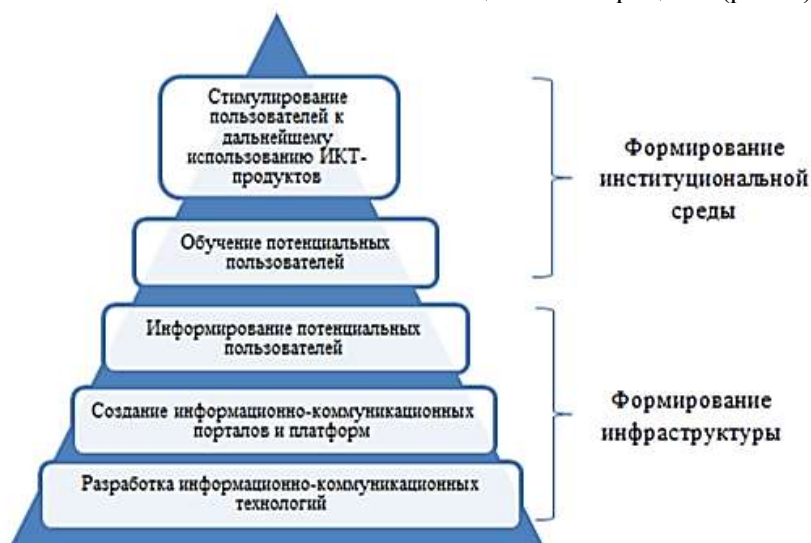 Стимулирование
пользователей к
дальнейшему
использованию ИКТ-
продуктов
Формирование
институциональной
среды
Обучение потенциальных
пользователей
Информирование потенциальных
пользователей
Создание информационно-коммуникационных
порталов и платформ
Формирование
инфраструктуры
Разработка информационно-коммуникационных
технологий